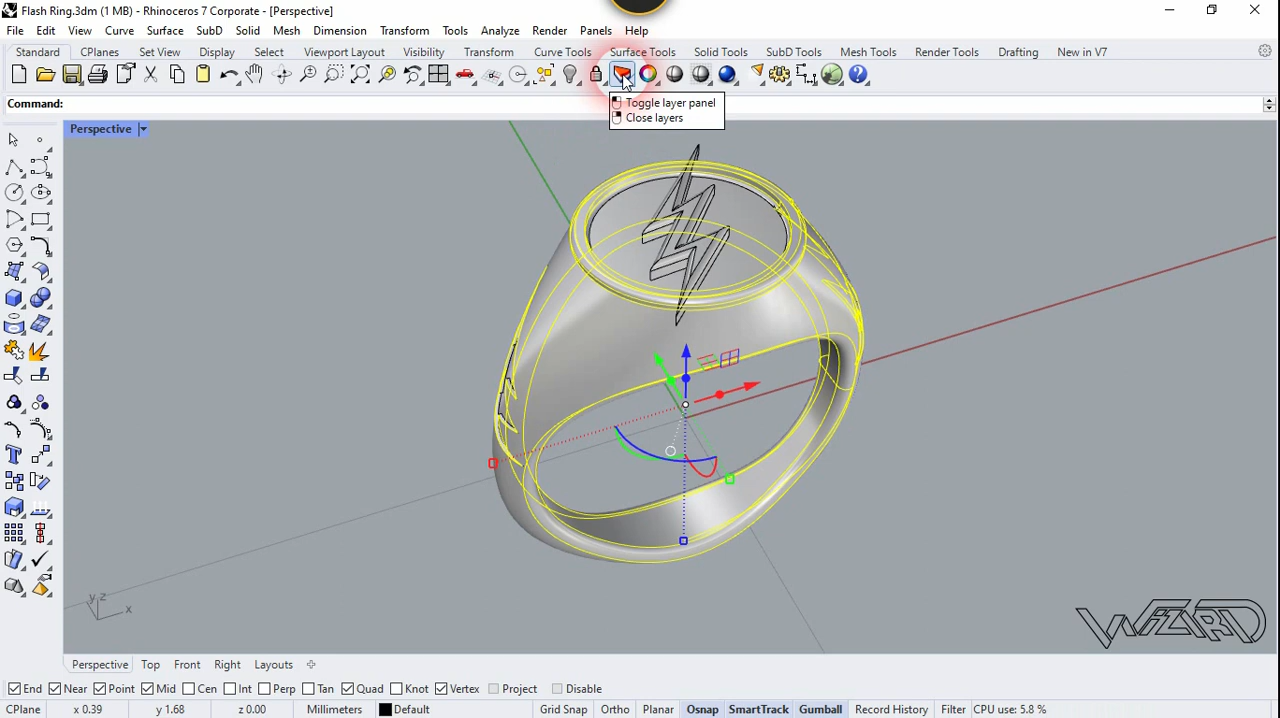 Flash Ring.3dm (1 MB) - Rhinoceros 7 Corporate - [Perspective]
File Edit View Curve Surface SubD Solid Mesh Dimension Transform Tools Analyze Render Panels Help
Standard CPlanes Set View Display Select Viewport Layout Visibility Transform Curve Tools Surface Tools Solid Tools SubD Tools Mesh Tools Render Tools Drafting New in V7
Command:
Toggle layer panel
Close layers
Perspective
z
y
x
WIZARD
Perspective Top Front Right Layouts
End Near Point Mid Cen Int Perp Tan Quad Knot Vertex Project Disable
CPlane x 0.39 y 1.68 z 0.00 Millimeters Default Grid Snap Ortho Planar Osnap SmartTrack Gumball Record History Filter CPU use: 5.8 %